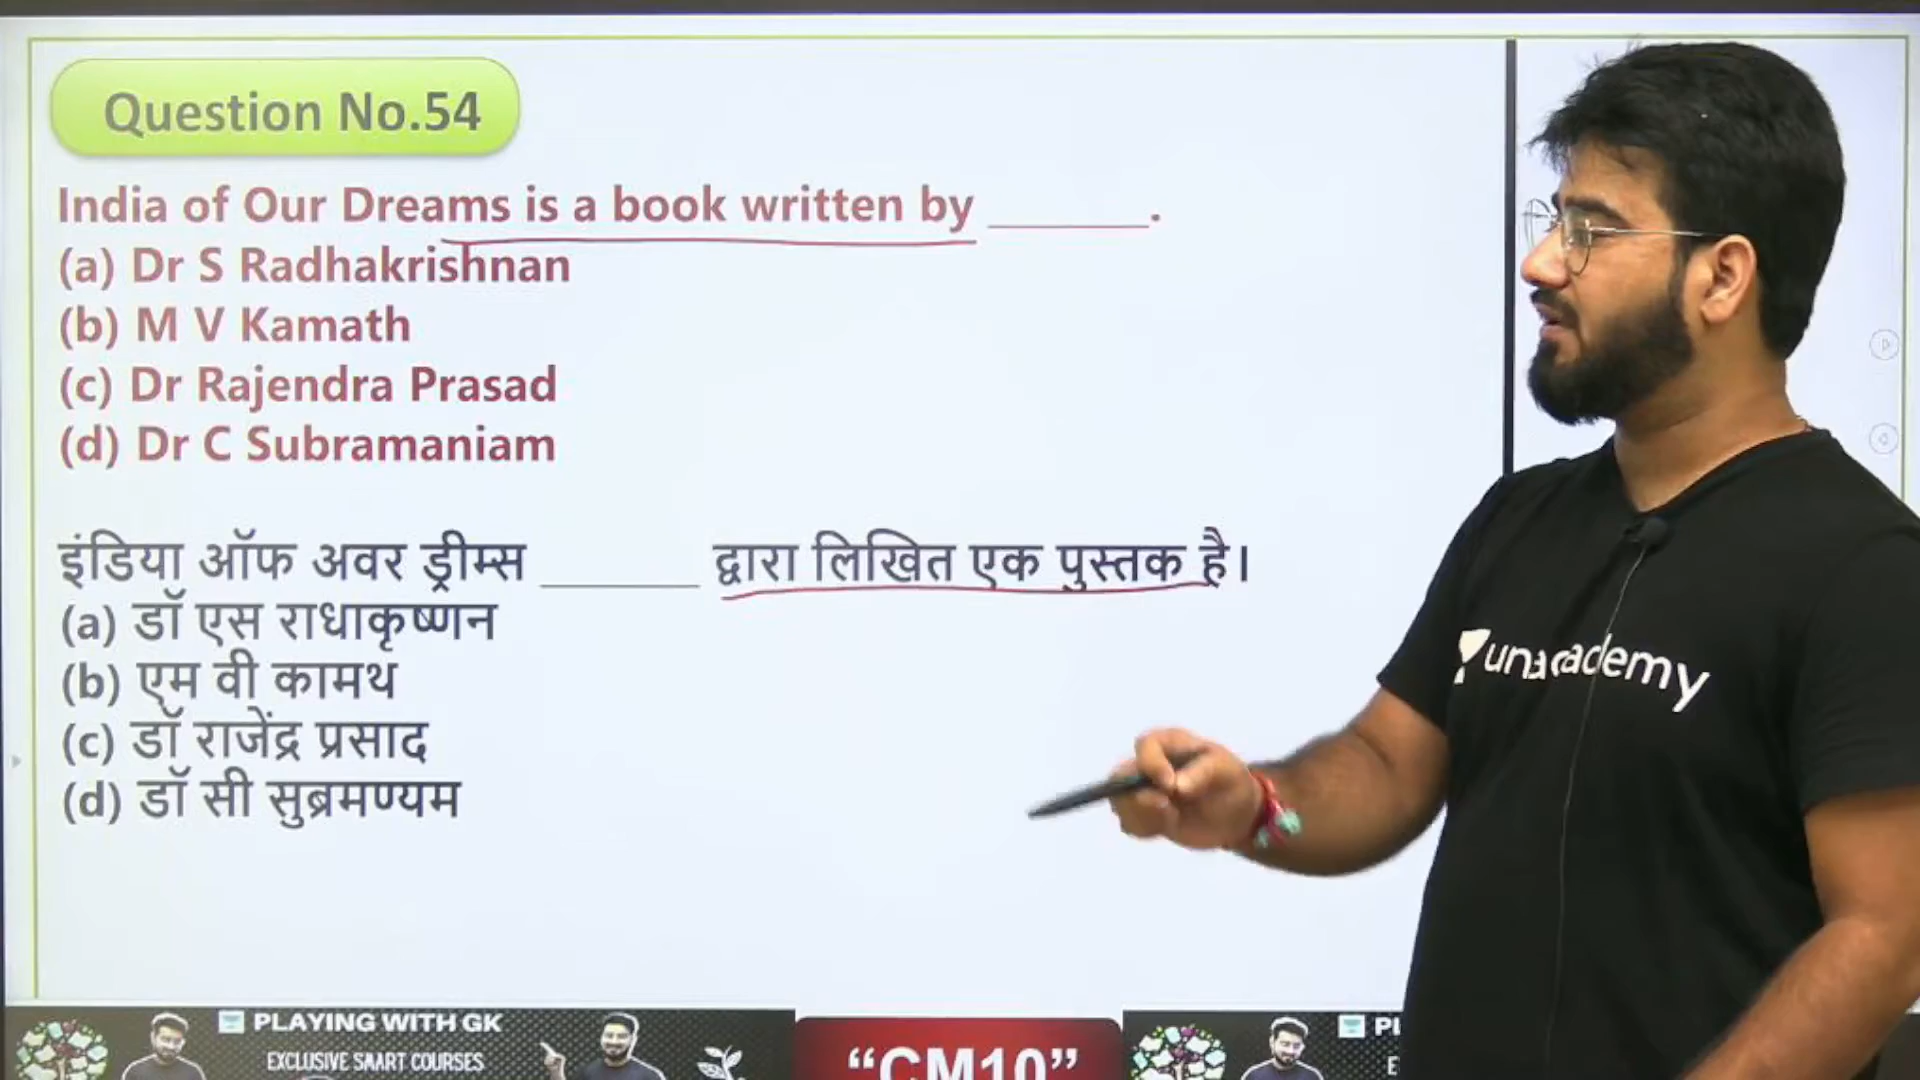 Question No.54
India of Our Dreams is a book written by ______.
(a) Dr S Radhakrishnan
(b) M V Kamath
(c) Dr Rajendra Prasad
(d) Dr C Subramaniam
इंडिया ऑफ अवर ड्रीम्स ______ द्वारा लिखित एक पुस्तक है।
(a) डॉ एस राधाकृष्णन
(b) एम वी कामथ
(c) डॉ राजेंद्र प्रसाद
(d) डॉ सी सुब्रमण्यम
unacademy
PLAYING WITH GK
EXCLUSIVE SAART COURSES
“CM10”